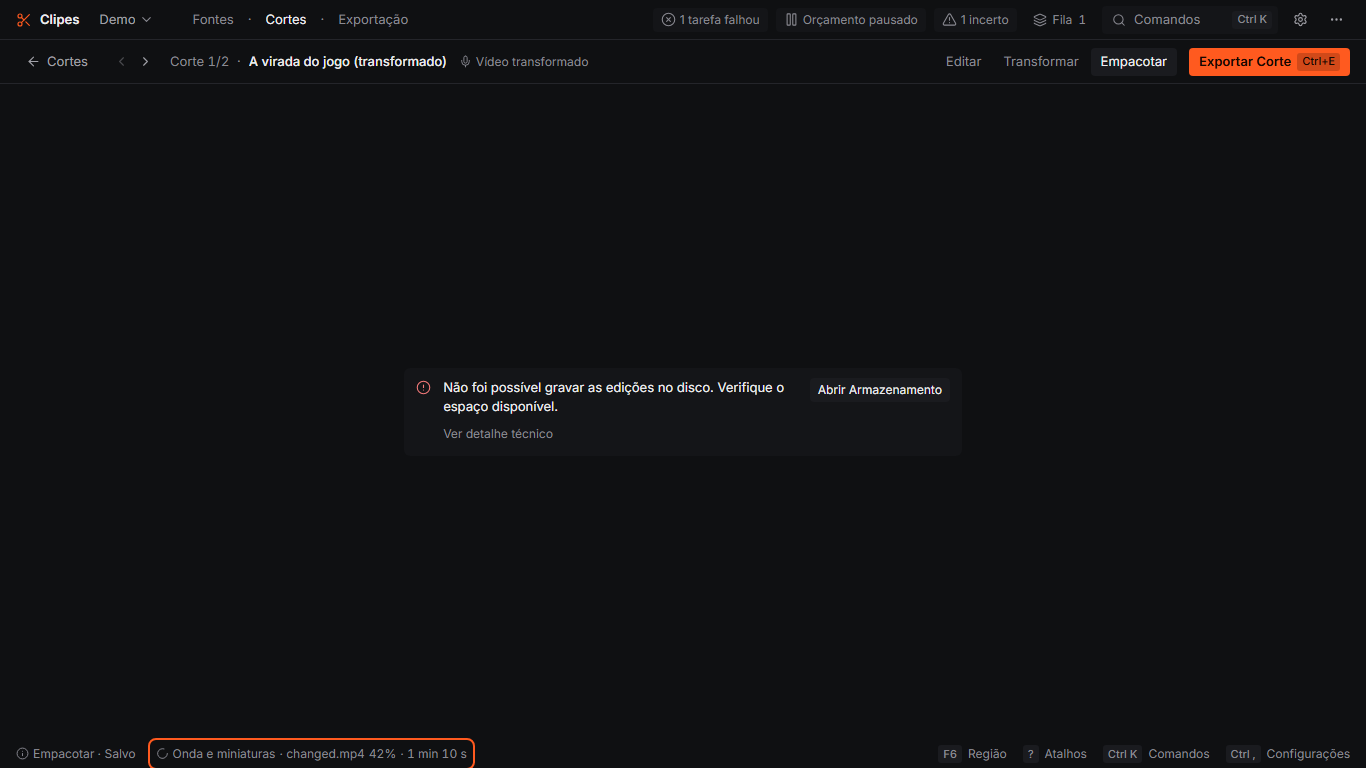 Clipes Demo Fontes · Cortes · Exportação 1 tarefa falhou Orçamento pausado 1 incerto Fila 1 Comandos Ctrl K
Cortes Corte 1/2 · A virada do jogo (transformado) Vídeo transformado Editar Transformar Empacotar Exportar Corte Ctrl+E
Não foi possível gravar as edições no disco. Verifique o
espaço disponível.
Abrir Armazenamento
Ver detalhe técnico
Empacotar · Salvo Onda e miniaturas · changed.mp4 42% · 1 min 10 s F6 Região ? Atalhos Ctrl K Comandos Ctrl , Configurações